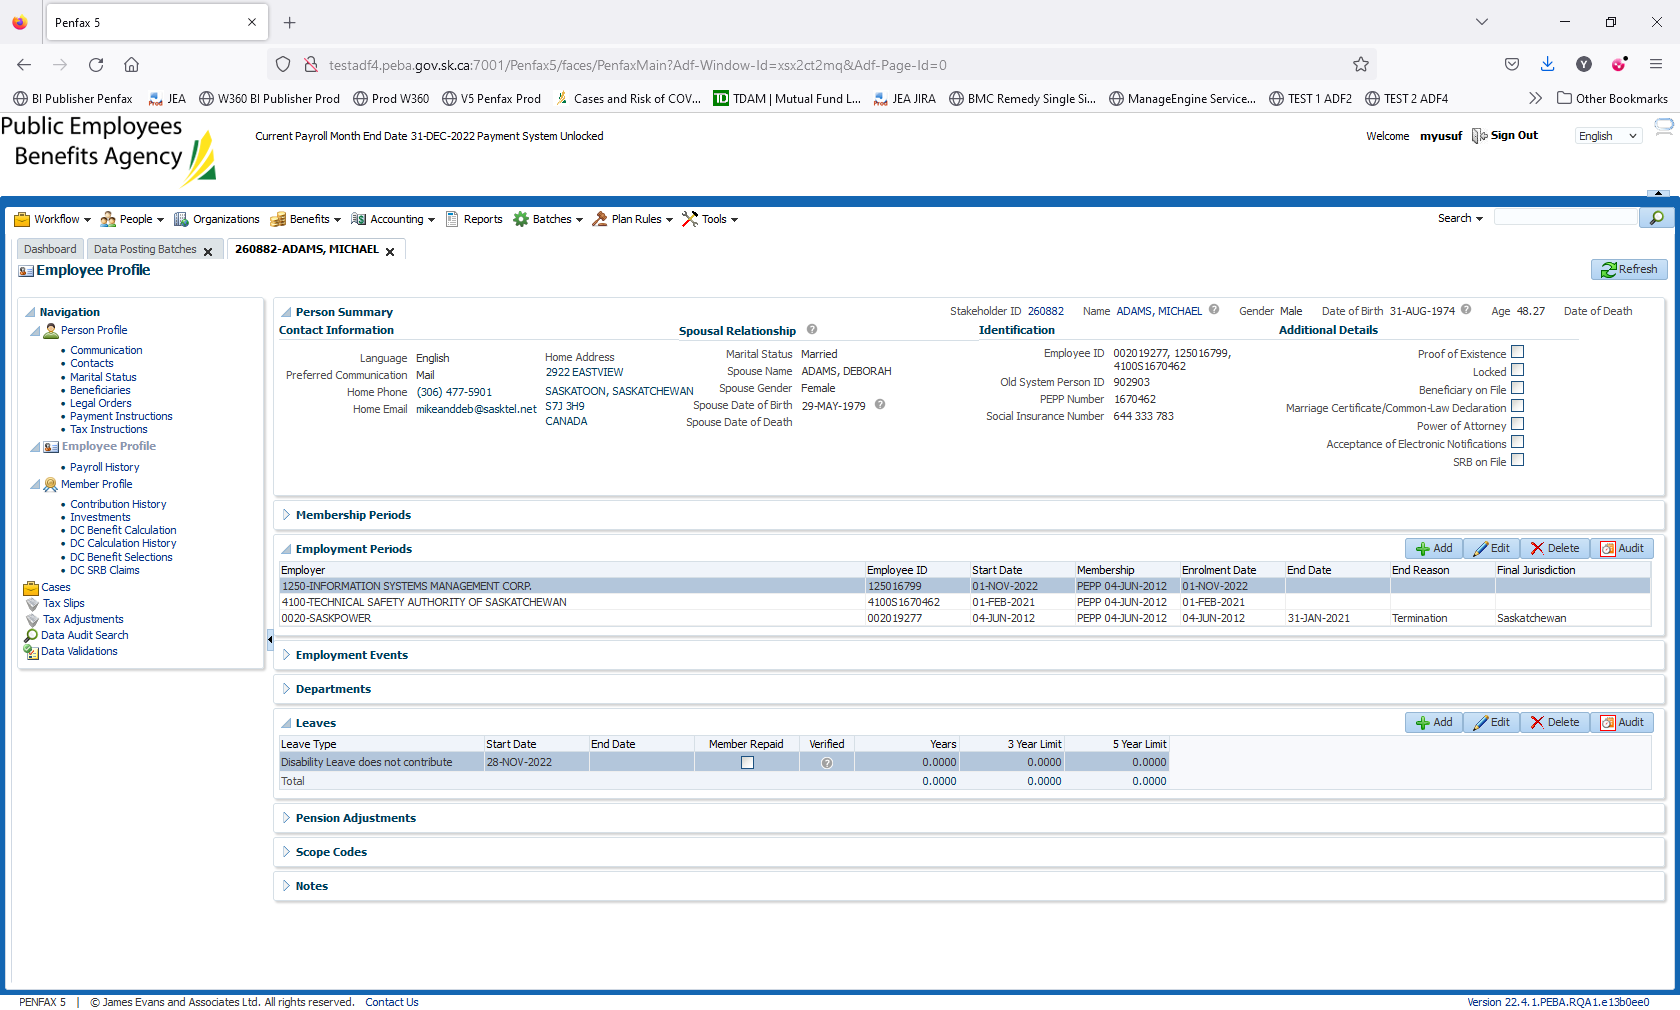 Penfax 5
testadf4.peba.gov.sk.ca:7001/Penfax5/faces/PenfaxMain?Adf-Window-Id=xsx2ct2mq&Adf-Page-Id=0
BI Publisher Penfax JEA W360 BI Publisher Prod Prod W360 V5 Penfax Prod Cases and Risk of COV... TDAM | Mutual Fund L... JEA JIRA BMC Remedy Single Si... ManageEngine Service... TEST 1 ADF2 TEST 2 ADF4 Other Bookmarks
Public Employees
Benefits Agency
Current Payroll Month End Date 31-DEC-2022 Payment System Unlocked
Welcome myusuf Sign Out English
Workflow People Organizations Benefits Accounting Reports Batches Plan Rules Tools Search
Dashboard Data Posting Batches 260882-ADAMS, MICHAEL
Employee Profile Refresh
Navigation
Person Profile
Communication
Contacts
Marital Status
Beneficiaries
Legal Orders
Payment Instructions
Tax Instructions
Employee Profile
Payroll History
Member Profile
Contribution History
Investments
DC Benefit Calculation
DC Calculation History
DC Benefit Selections
DC SRB Claims
Cases
Tax Slips
Tax Adjustments
Data Audit Search
Data Validations
Person Summary Stakeholder ID 260882 Name ADAMS, MICHAEL Gender Male Date of Birth 31-AUG-1974 Age 48.27 Date of Death
Contact Information
Language English
Preferred Communication Mail
Home Phone (306) 477-5901
Home Email mikeanddeb@sasktel.net
Home Address
2922 EASTVIEW
SASKATOON, SASKATCHEWAN
S7J 3H9
CANADA
Spousal Relationship
Marital Status Married
Spouse Name ADAMS, DEBORAH
Spouse Gender Female
Spouse Date of Birth 29-MAY-1979
Spouse Date of Death
Identification
Employee ID 002019277, 125016799,
4100S1670462
Old System Person ID 902903
PEPP Number 1670462
Social Insurance Number 644 333 783
Additional Details
Proof of Existence
Locked
Beneficiary on File
Marriage Certificate/Common-Law Declaration
Power of Attorney
Acceptance of Electronic Notifications
SRB on File
Membership Periods
Employment Periods Add Edit Delete Audit
Employer Employee ID Start Date Membership Enrolment Date End Date End Reason Final Jurisdiction
1250-INFORMATION SYSTEMS MANAGEMENT CORP. 125016799 01-NOV-2022 PEPP 04-JUN-2012 01-NOV-2022
4100-TECHNICAL SAFETY AUTHORITY OF SASKATCHEWAN 4100S1670462 01-FEB-2021 PEPP 04-JUN-2012 01-FEB-2021
0020-SASKPOWER 002019277 04-JUN-2012 PEPP 04-JUN-2012 04-JUN-2012 31-JAN-2021 Termination Saskatchewan
Employment Events
Departments
Leaves Add Edit Delete Audit
Leave Type Start Date End Date Member Repaid Verified Years 3 Year Limit 5 Year Limit
Disability Leave does not contribute 28-NOV-2022 0.0000 0.0000 0.0000
Total 0.0000 0.0000 0.0000
Pension Adjustments
Scope Codes
Notes
PENFAX 5 | © James Evans and Associates Ltd. All rights reserved. Contact Us Version 22.4.1.PEBA.RQA1.e13b0ee0